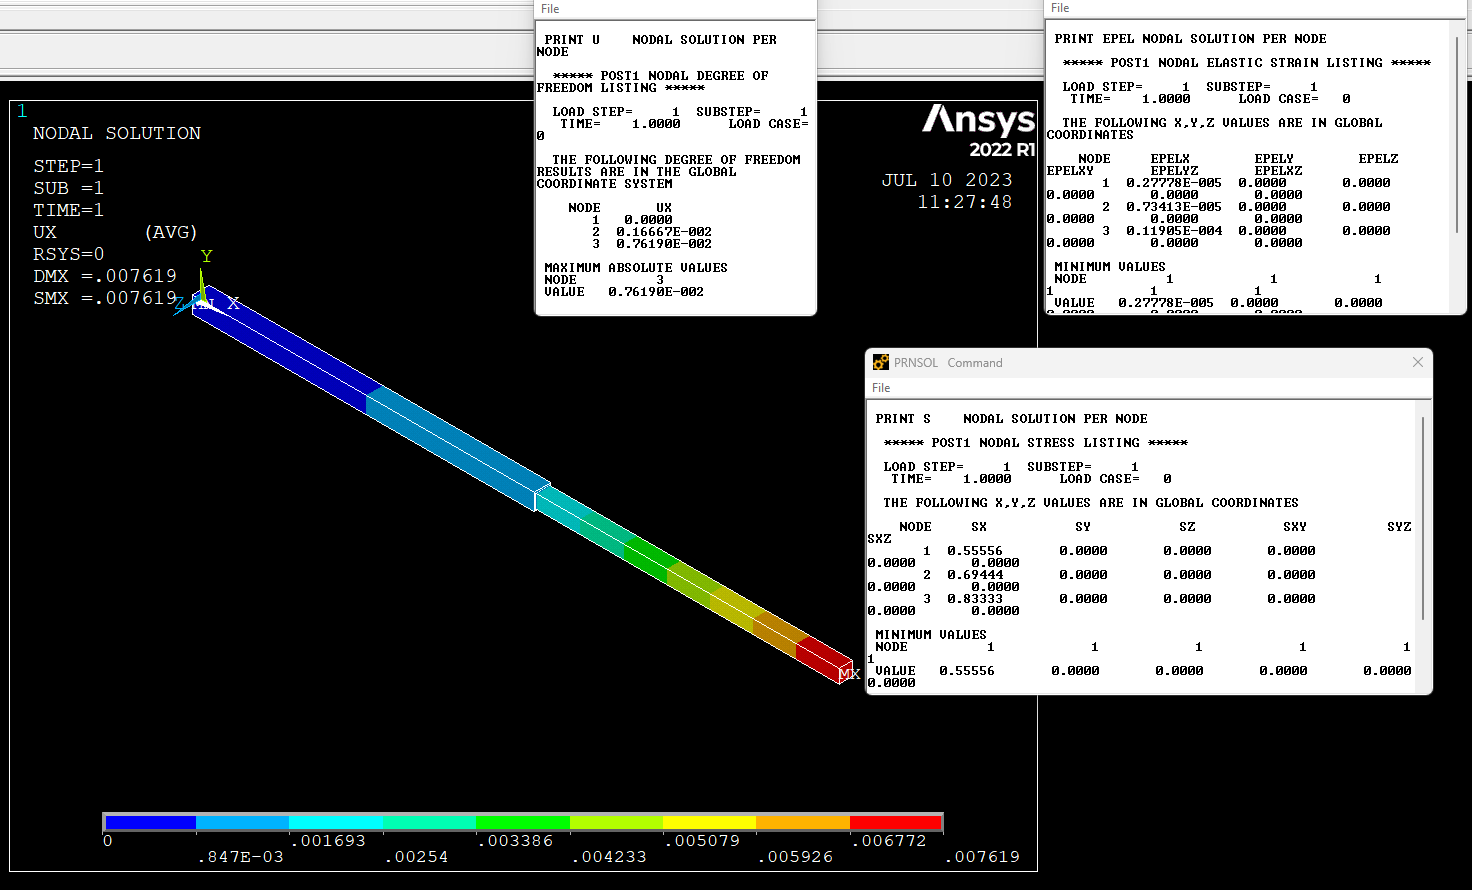 File
PRINT U    NODAL SOLUTION PER
NODE
***** POST1 NODAL DEGREE OF
FREEDOM LISTING *****
LOAD STEP=     1  SUBSTEP=     1
TIME=    1.0000      LOAD CASE=
0
THE FOLLOWING DEGREE OF FREEDOM
RESULTS ARE IN THE GLOBAL
COORDINATE SYSTEM
NODE       UX
1   0.0000
2  0.16667E-002
3  0.76190E-002
MAXIMUM ABSOLUTE VALUES
NODE          3
VALUE   0.76190E-002
File
PRINT EPEL NODAL SOLUTION PER NODE
***** POST1 NODAL ELASTIC STRAIN LISTING *****
LOAD STEP=     1  SUBSTEP=     1
TIME=    1.0000      LOAD CASE=   0
THE FOLLOWING X,Y,Z VALUES ARE IN GLOBAL
COORDINATES
NODE     EPELX        EPELY        EPELZ
EPELXY       EPELYZ       EPELXZ
1  0.27778E-005  0.0000       0.0000
0.0000      0.0000       0.0000
2  0.73413E-005  0.0000       0.0000
0.0000      0.0000       0.0000
3  0.11905E-004  0.0000       0.0000
0.0000      0.0000       0.0000
MINIMUM VALUES
NODE          1            1            1
1            1            1
VALUE   0.27778E-005  0.0000       0.0000
1
NODAL SOLUTION
STEP=1
SUB =1
TIME=1
UX       (AVG)
RSYS=0
DMX =.007619
SMX =.007619
Ansys
2022 R1
JUL 10 2023
11:27:48
Y
Z
X
MX
PRNSOL  Command
File
PRINT S    NODAL SOLUTION PER NODE
***** POST1 NODAL STRESS LISTING *****
LOAD STEP=     1  SUBSTEP=     1
TIME=    1.0000      LOAD CASE=   0
THE FOLLOWING X,Y,Z VALUES ARE IN GLOBAL COORDINATES
NODE     SX           SY           SZ           SXY          SYZ
SXZ
1  0.55556       0.0000       0.0000       0.0000
0.0000       0.0000
2  0.69444       0.0000       0.0000       0.0000
0.0000       0.0000
3  0.83333       0.0000       0.0000       0.0000
0.0000       0.0000
MINIMUM VALUES
NODE          1            1            1            1            1
1
VALUE   0.55556       0.0000       0.0000       0.0000       0.0000
0.0000
0
.847E-03
.001693
.00254
.003386
.004233
.005079
.005926
.006772
.007619